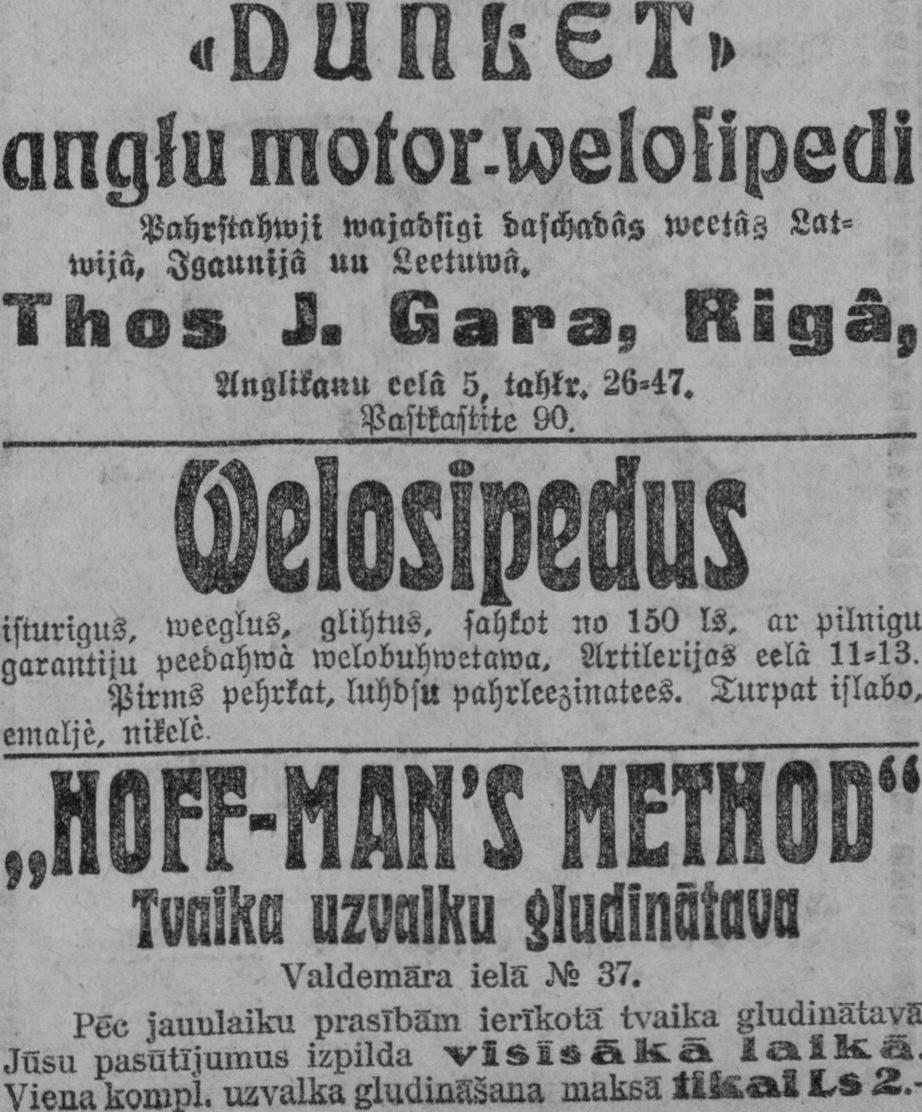 «DUNLET»
angłu motor-welosipedi
Pahrstahwji wajadsigi daschadâs weetâs Lat-
wijâ, Igaunijâ un Leetuwâ.
Thos J. Gara, Rigâ,
Anglikaņu eelâ 5, tahlr. 26-47.
Pastkastite 90.
Welosipedus
isturigus, weeglus, glihtus, sahkot no 150 ls, ar pilnigu
garantiju peedahwà welobuhwetawa, Artilerijas eelà 11-13.
Pirms pehrkat, luhdsu pahrleezinatees. Turpat islabo,
emaljè, nikelè.
„HOFF-MAN'S METHOD“
Tvaika uzvalku gludinātava
Valdemāra ielā № 37.
Pēc jaunlaiku prasībām ierīkotā tvaika gludinātavā
Jūsu pasūtījumus izpilda visīsākā laikā.
Viena kompl. uzvalka gludināšana maksā tikai Ls 2.